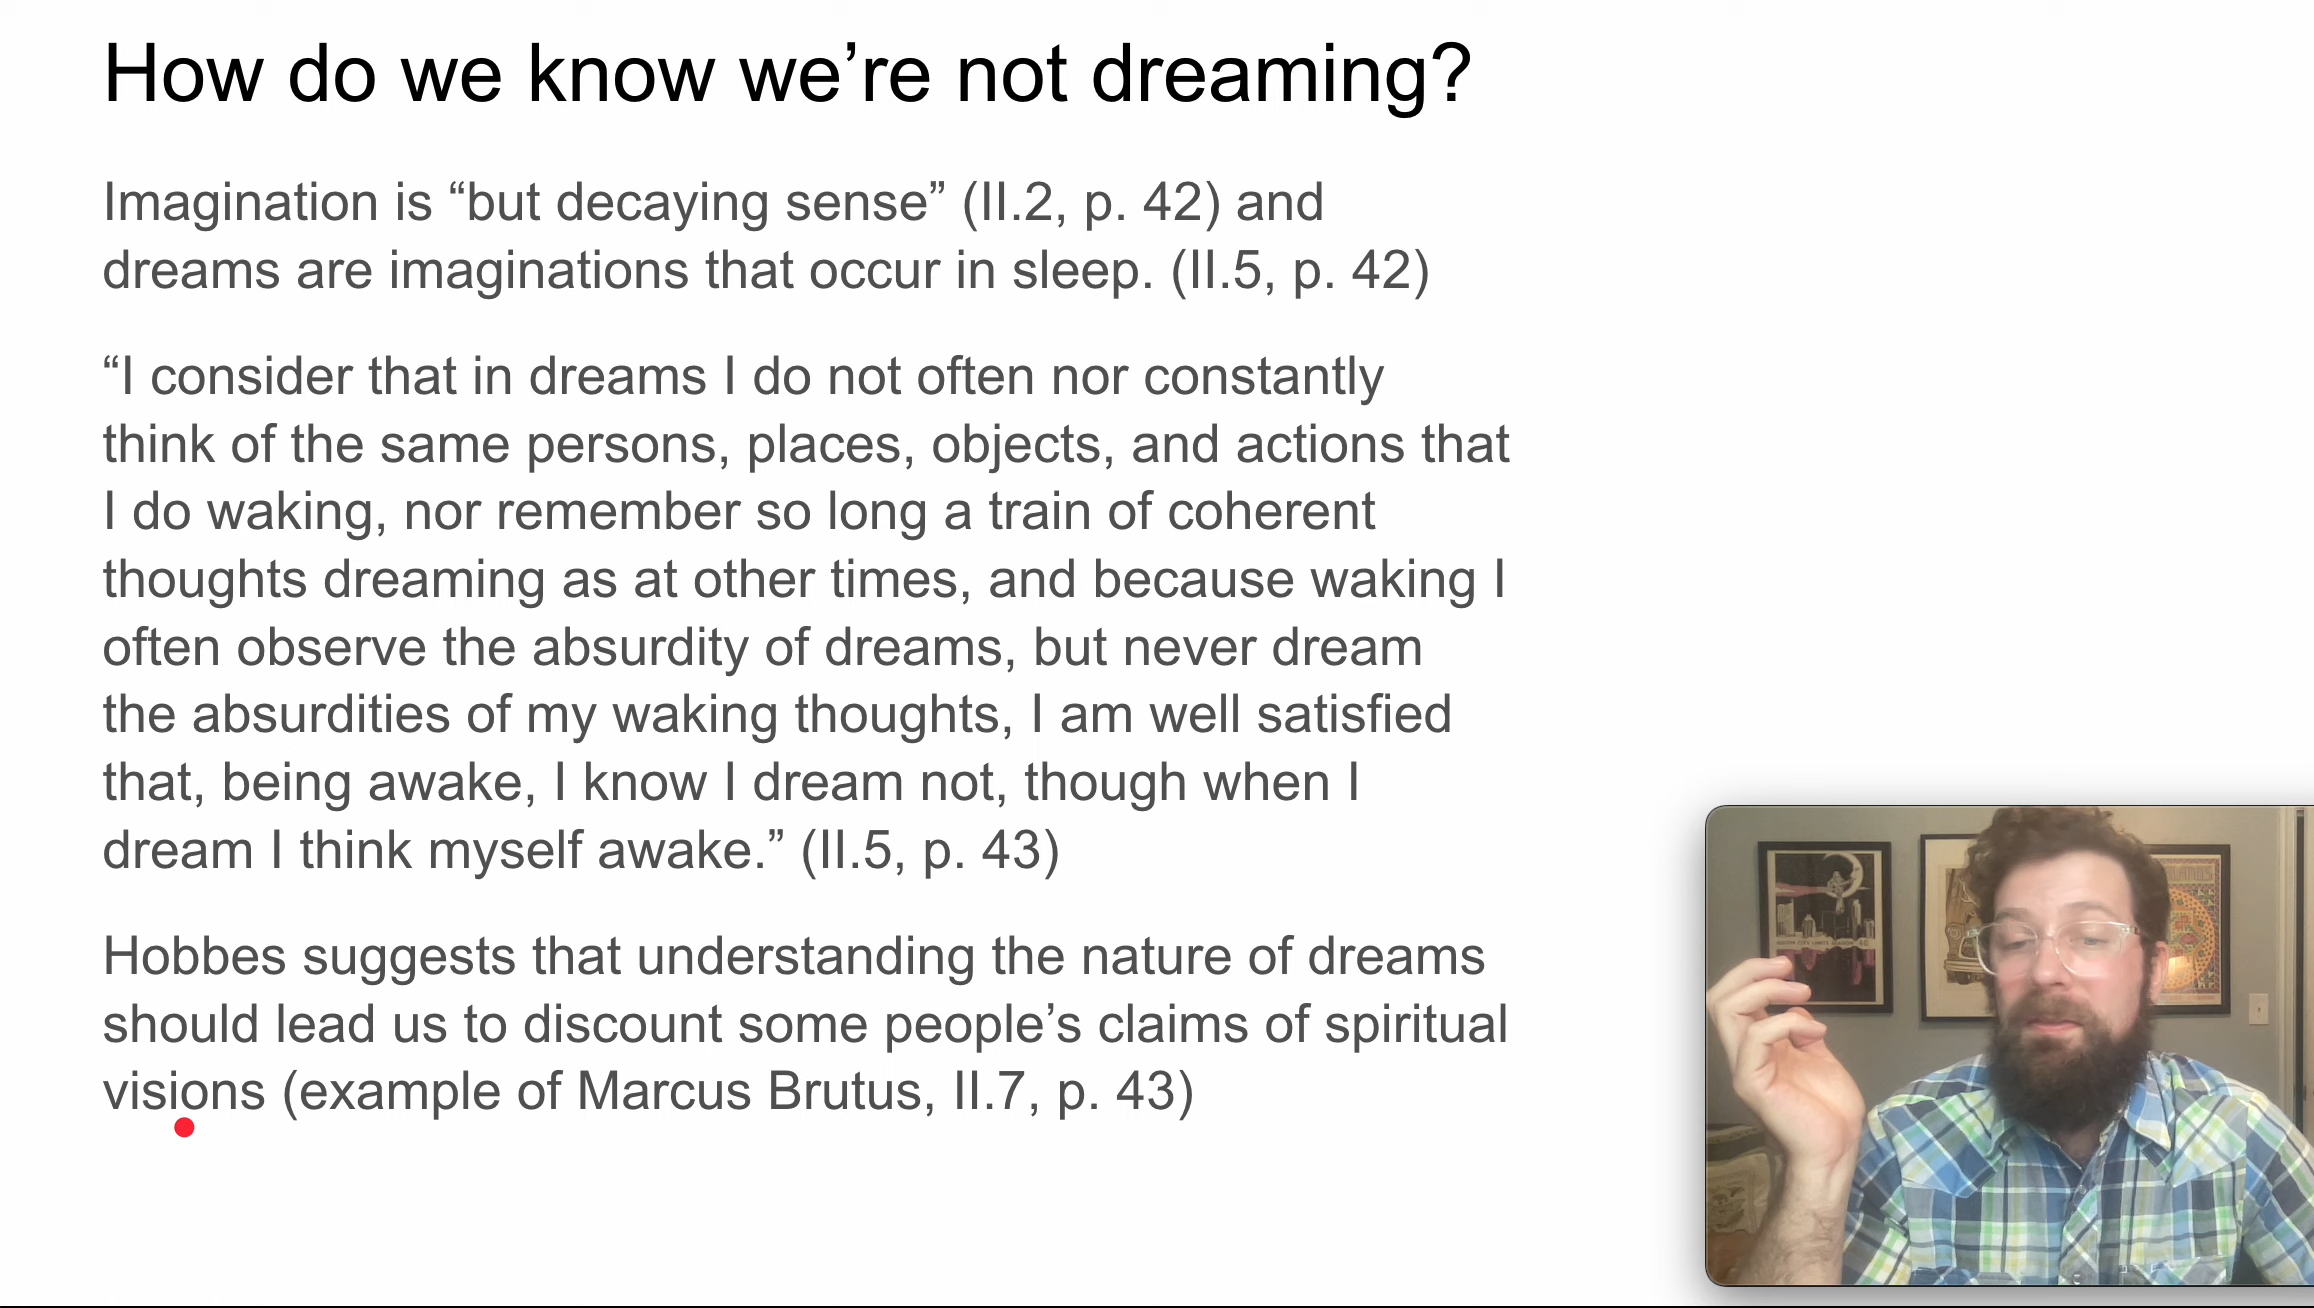 How do we know we’re not dreaming?
Imagination is “but decaying sense” (II.2, p. 42) and
dreams are imaginations that occur in sleep. (II.5, p. 42)
“I consider that in dreams I do not often nor constantly
think of the same persons, places, objects, and actions that
I do waking, nor remember so long a train of coherent
thoughts dreaming as at other times, and because waking I
often observe the absurdity of dreams, but never dream
the absurdities of my waking thoughts, I am well satisfied
that, being awake, I know I dream not, though when I
dream I think myself awake.” (II.5, p. 43)
Hobbes suggests that understanding the nature of dreams
should lead us to discount some people’s claims of spiritual
visions (example of Marcus Brutus, II.7, p. 43)